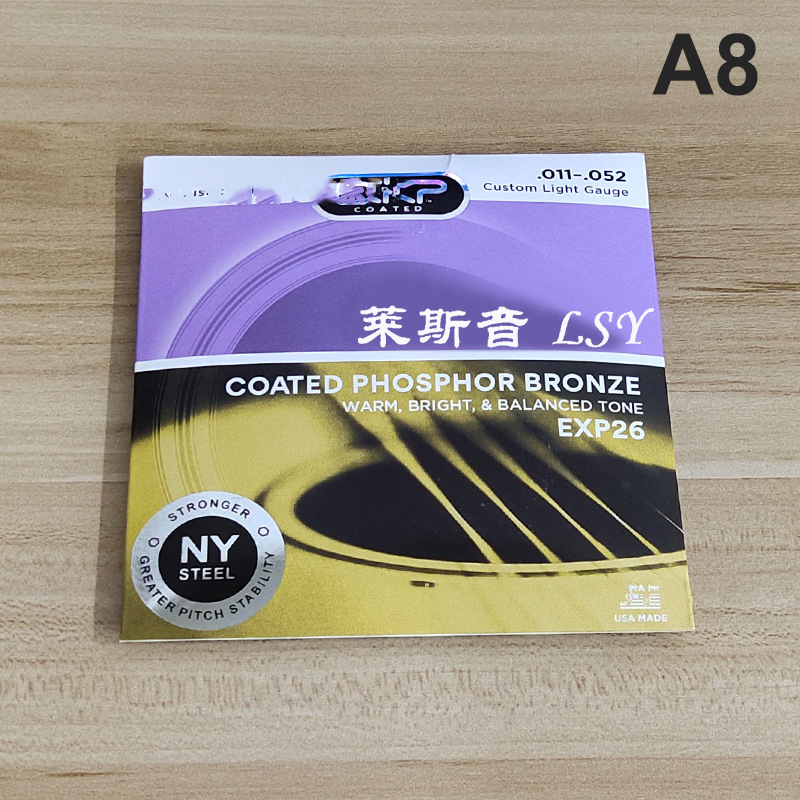 A8
.011-.052
Custom Light Gauge
COATED
莱斯音 LSY
COATED PHOSPHOR BRONZE
WARM, BRIGHT, & BALANCED TONE
EXP26
STRONGER
NY
STEEL
GREATER PITCH STABILITY
USA MADE